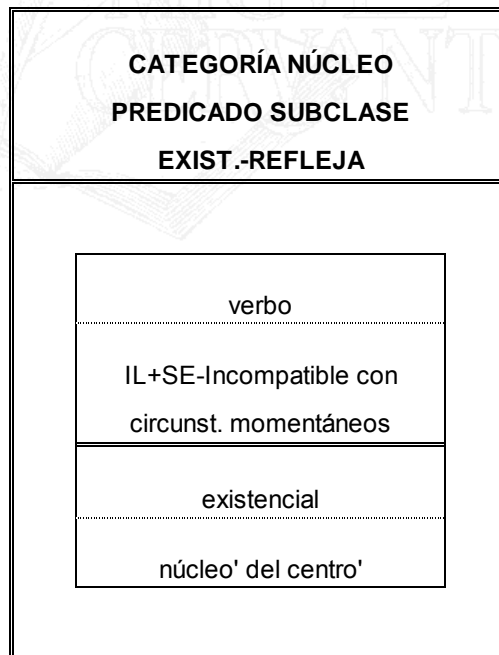 CATEGORÍA NÚCLEO
PREDICADO SUBCLASE
EXIST.-REFLEJA
verbo
IL+SE-Incompatible con
circunst. momentáneos
existencial
núcleo' del centro'